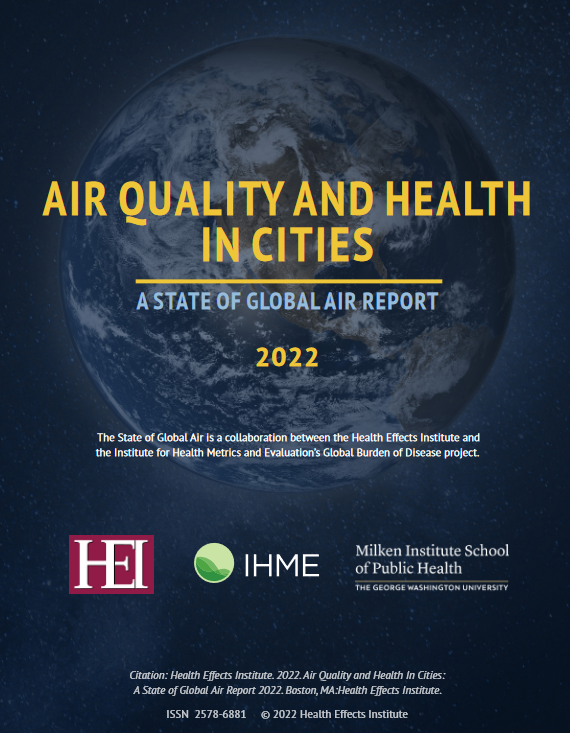 AIR QUALITY AND HEALTH
IN CITIES
A STATE OF GLOBAL AIR REPORT
2022
The State of Global Air is a collaboration between the Health Effects Institute and
the Institute for Health Metrics and Evaluation's Global Burden of Disease project.
HEI
IHME
Milken Institute School
of Public Health
THE GEORGE WASHINGTON UNIVERSITY
Citation: Health Effects Institute. 2022. Air Quality and Health In Cities:
A State of Global Air Report 2022. Boston, MA:Health Effects Institute.
ISSN 2578-6881 © 2022 Health Effects Institute